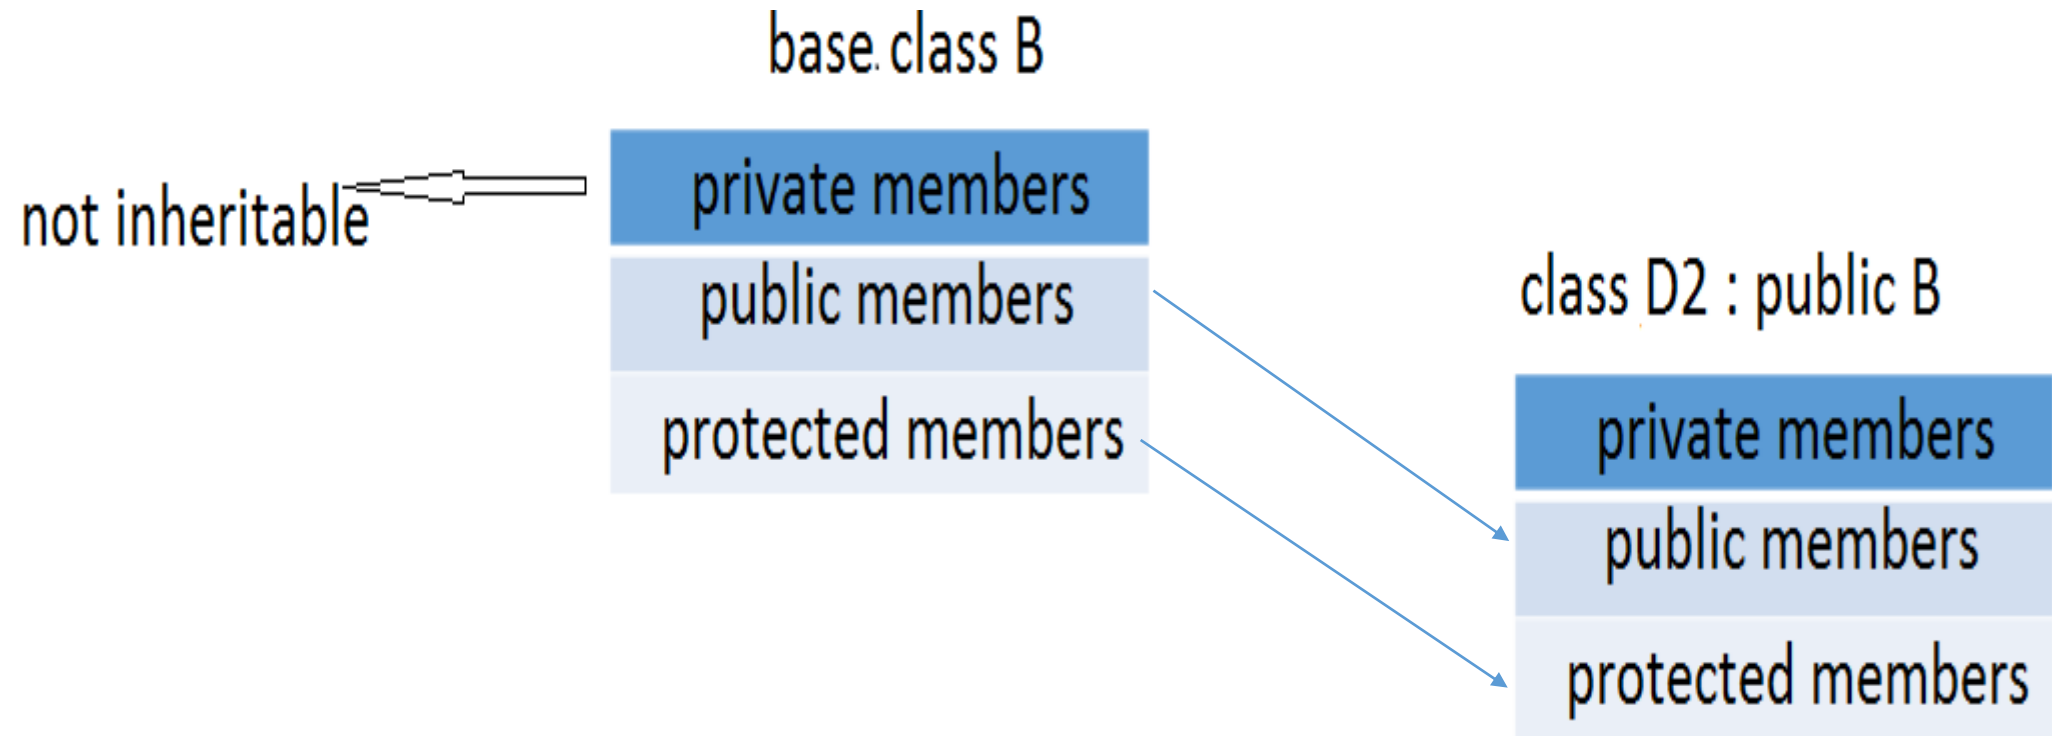 base class B
private members
not inheritable
public members
protected members
class D2 : public B
private members
public members
protected members